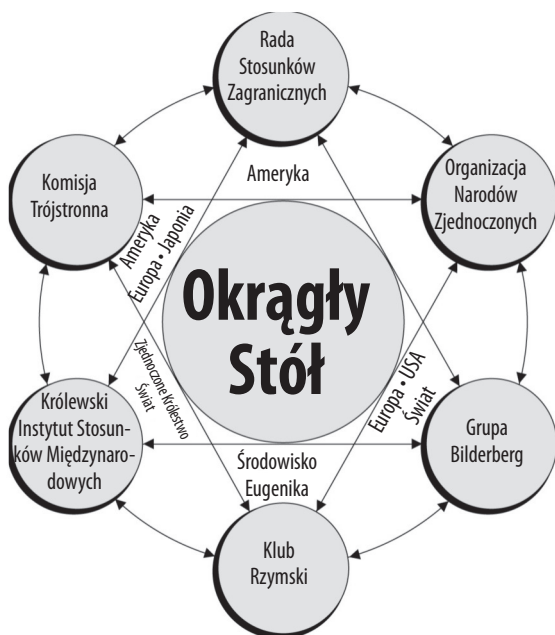 Rada
Stosunków
Zagranicznych
Komisja
Trójstronna
Ameryka
Organizacja
Narodów
Zjednoczonych
Ameryka
Europa • Japonia
Okrągły
Stół
Zjednoczone Królestwo
Świat
Europa • USA
Świat
Królewski
Instytut Stosun-
ków Międzynaro-
dowych
Środowisko
Eugenika
Grupa
Bilderberg
Klub
Rzymski